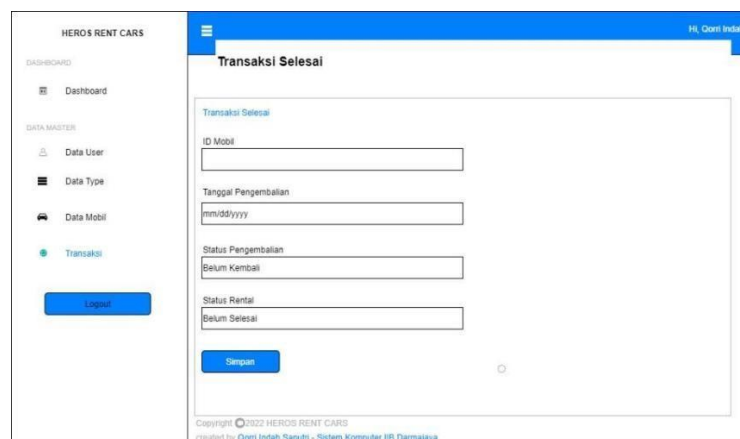 HEROS RENT CARS
DASHBOARD
Dashboard
DATA MASTER
Data User
Data Type
Data Mobil
Transaksi
Logout
Hi, Qorri Indah
Transaksi Selesai
Transaksi Selesai
ID Mobil
Tanggal Pengembalian
mm/dd/yyyy
Status Pengembalian
Belum Kembali
Status Rental
Belum Selesai
Simpan
Copyright ©2022 HEROS RENT CARS
created by Qorri Indah Saputri - Sistem Komputer IIB Darmajaya